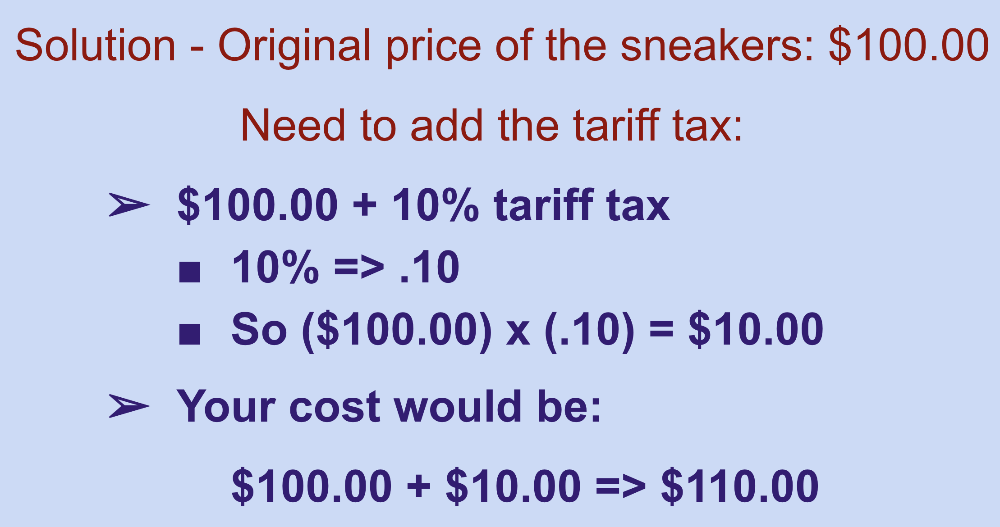 Solution - Original price of the sneakers: $100.00
Need to add the tariff tax:
➢ $100.00 + 10% tariff tax
■ 10% => .10
■ So ($100.00) x (.10) = $10.00
➢ Your cost would be:
$100.00 + $10.00 => $110.00